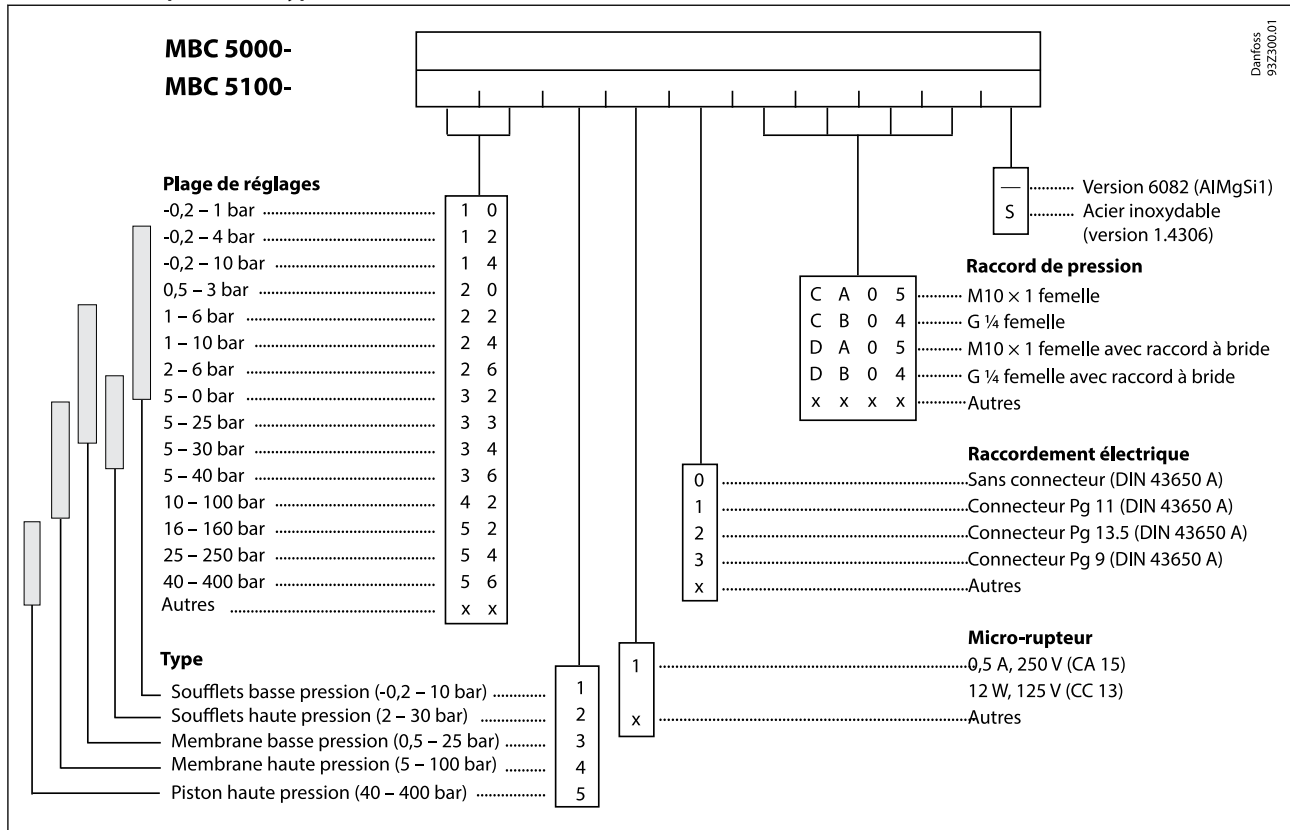 MBC 5000-
MBC 5100-
Danfoss
93Z300.01
Plage de réglages
-0,2 – 1 bar 1 0
-0,2 – 4 bar 1 2
-0,2 – 10 bar 1 4
0,5 – 3 bar 2 0
1 – 6 bar 2 2
1 – 10 bar 2 4
2 – 6 bar 2 6
5 – 0 bar 3 2
5 – 25 bar 3 3
5 – 30 bar 3 4
5 – 40 bar 3 6
10 – 100 bar 4 2
16 – 160 bar 5 2
25 – 250 bar 5 4
40 – 400 bar 5 6
Autres x x
Type
Soufflets basse pression (-0,2 – 10 bar) 1
Soufflets haute pression (2 – 30 bar) 2
Membrane basse pression (0,5 – 25 bar) 3
Membrane haute pression (5 – 100 bar) 4
Piston haute pression (40 – 400 bar) 5
— Version 6082 (AlMgSi1)
S Acier inoxydable
(version 1.4306)
Raccord de pression
C A 0 5 M10 × 1 femelle
C B 0 4 G ¼ femelle
D A 0 5 M10 × 1 femelle avec raccord à bride
D B 0 4 G ¼ femelle avec raccord à bride
x x x x Autres
Raccordement électrique
0 Sans connecteur (DIN 43650 A)
1 Connecteur Pg 11 (DIN 43650 A)
2 Connecteur Pg 13.5 (DIN 43650 A)
3 Connecteur Pg 9 (DIN 43650 A)
x Autres
Micro-rupteur
1 0,5 A, 250 V (CA 15)
12 W, 125 V (CC 13)
x Autres